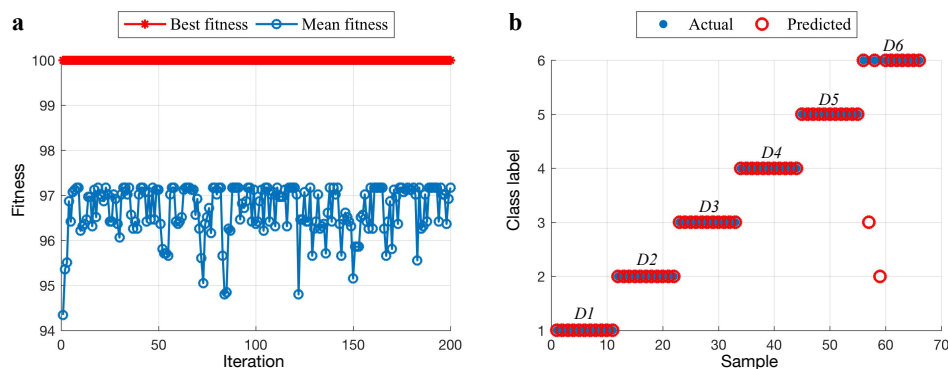 a
Best fitness
Mean fitness
Fitness
100
99
98
97
96
95
94
0
50
100
150
200
Iteration
b
Actual
Predicted
Class label
6
5
4
3
2
1
D1
D2
D3
D4
D5
D6
0
10
20
30
40
50
60
70
Sample